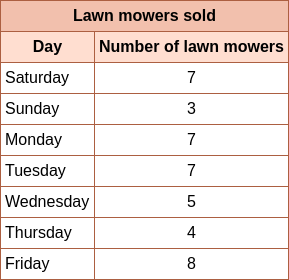 Lawn mowers sold
Day Number of lawn mowers
Saturday 7
Sunday 3
Monday 7
Tuesday 7
Wednesday 5
Thursday 4
Friday 8